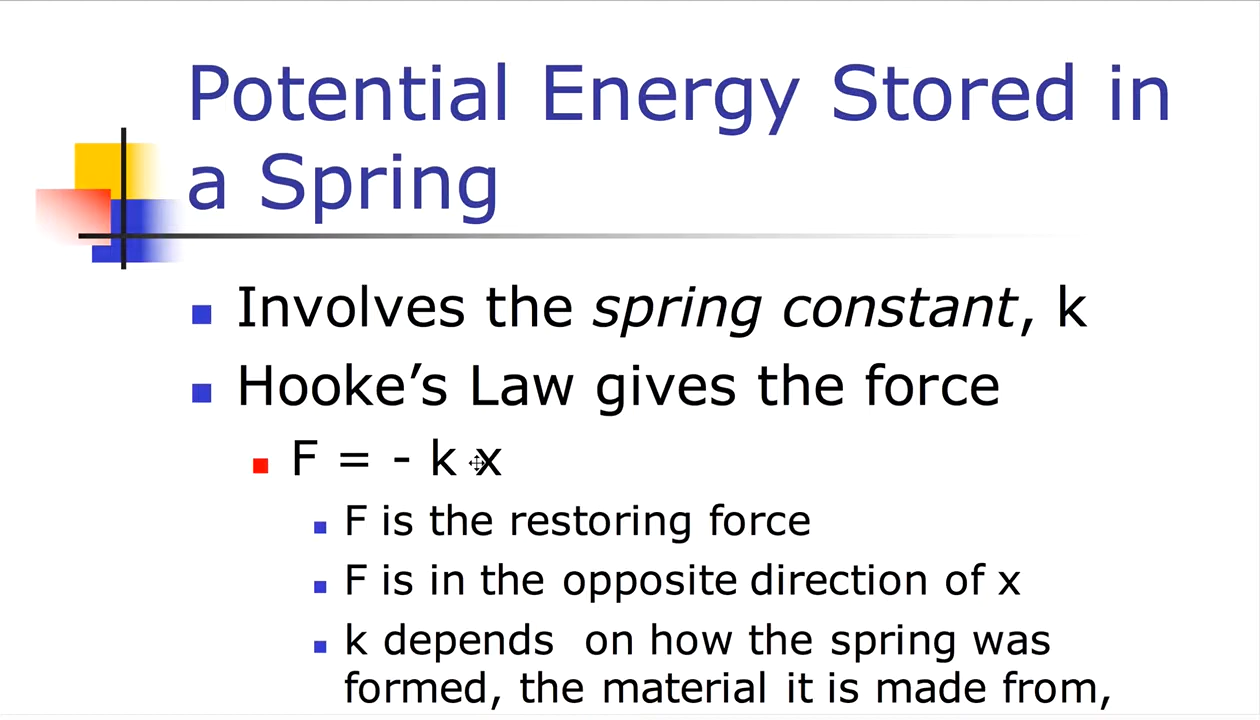 Potential Energy Stored in
a Spring
Involves the spring constant, k
Hooke’s Law gives the force
F = - k x
F is the restoring force
F is in the opposite direction of x
k depends  on how the spring was
formed, the material it is made from,